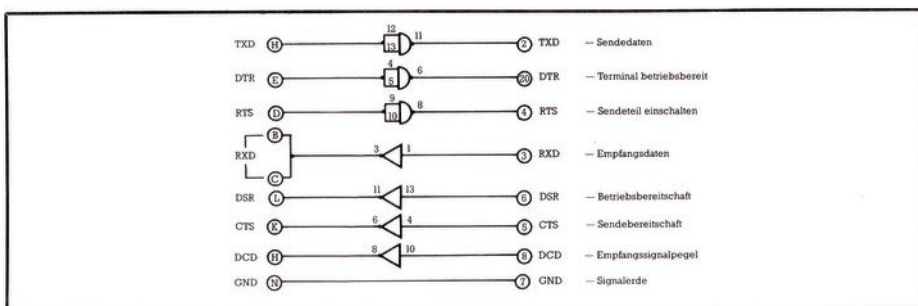 12
TXD H 13 11 2 TXD — Sendedaten
4
DTR E 5 6 20 DTR — Terminal betriebsbereit
9
RTS D 10 8 4 RTS — Sendeteil einschalten
B
RXD 3 1 3 RXD — Empfangsdaten
C
DSR L 11 13 6 DSR — Betriebsbereitschaft
CTS K 6 4 5 CTS — Sendebereitschaft
DCD H 8 10 8 DCD — Empfangssignalpegel
GND N 7 GND — Signalerde